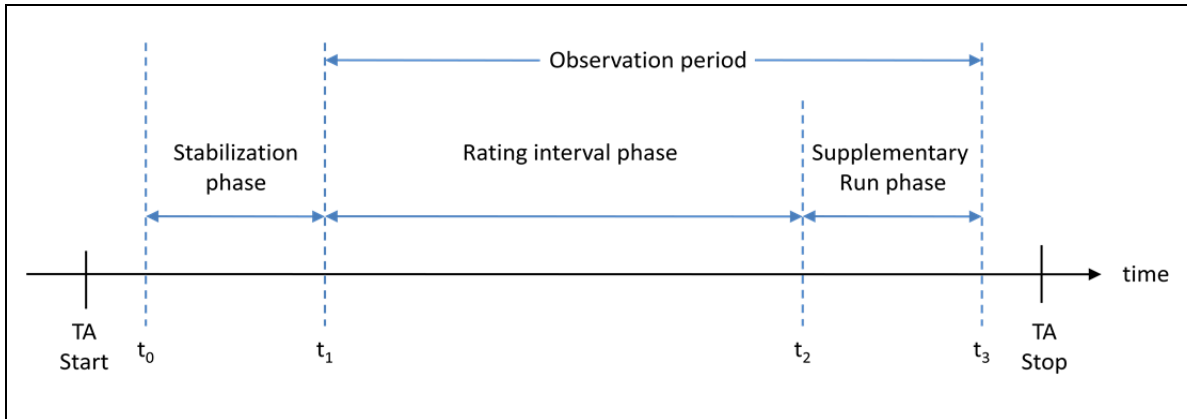 Observation period
Stabilization
phase
Rating interval phase
Supplementary
Run phase
time
TA
Start
t₀
t₁
t₂
t₃
TA
Stop